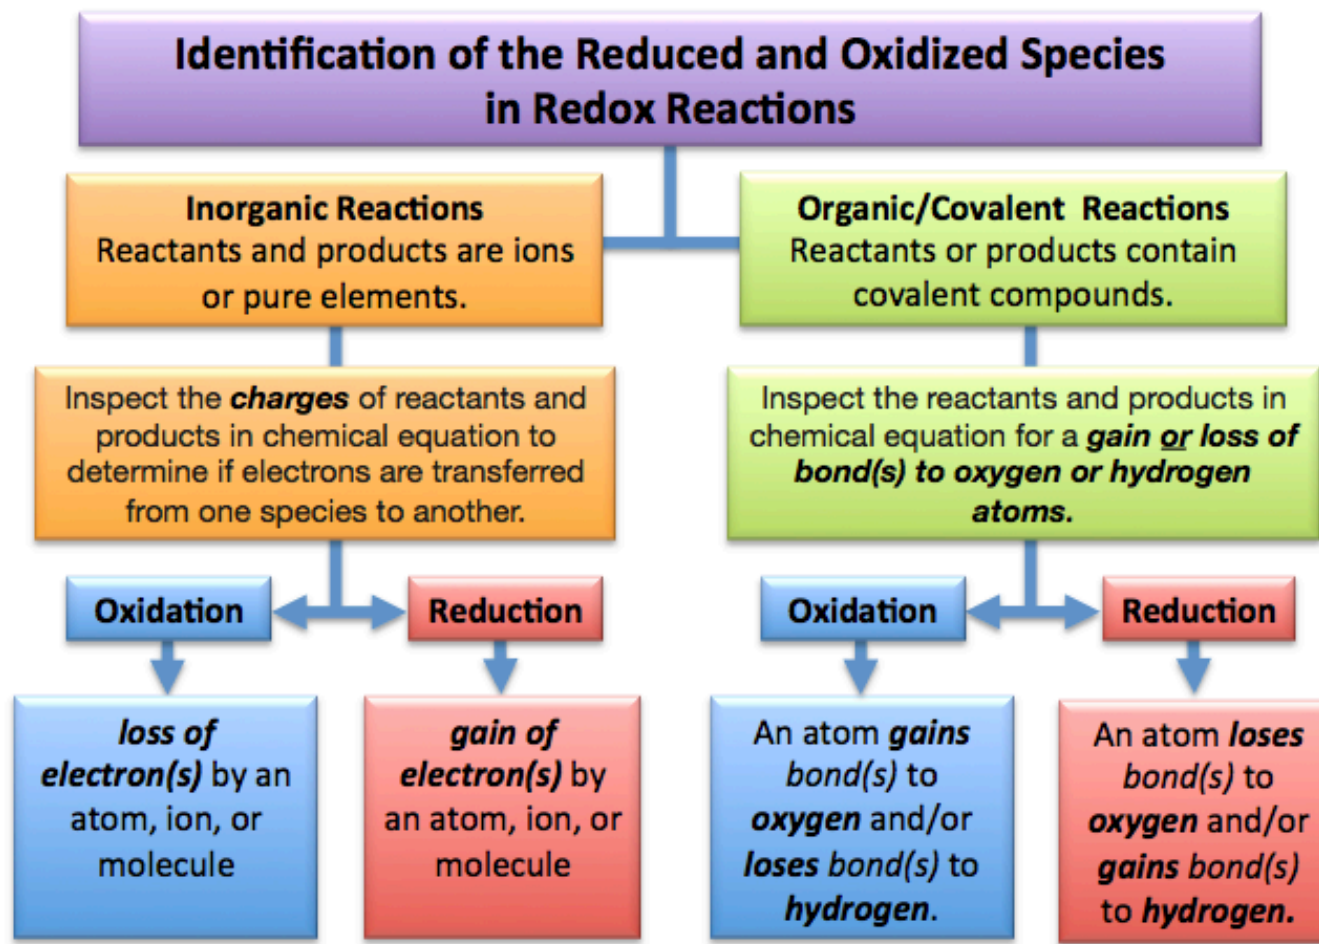 Identification of the Reduced and Oxidized Species
in Redox Reactions
Inorganic Reactions
Reactants and products are ions
or pure elements.
Organic/Covalent Reactions
Reactants or products contain
covalent compounds.
Inspect the charges of reactants and
products in chemical equation to
determine if electrons are transferred
from one species to another.
Inspect the reactants and products in
chemical equation for a gain or loss of
bond(s) to oxygen or hydrogen
atoms.
Oxidation
Reduction
Oxidation
Reduction
loss of
electron(s) by an
atom, ion, or
molecule
gain of
electron(s) by
an atom, ion, or
molecule
An atom gains
bond(s) to
oxygen and/or
loses bond(s) to
hydrogen.
An atom loses
bond(s) to
oxygen and/or
gains bond(s)
to hydrogen.